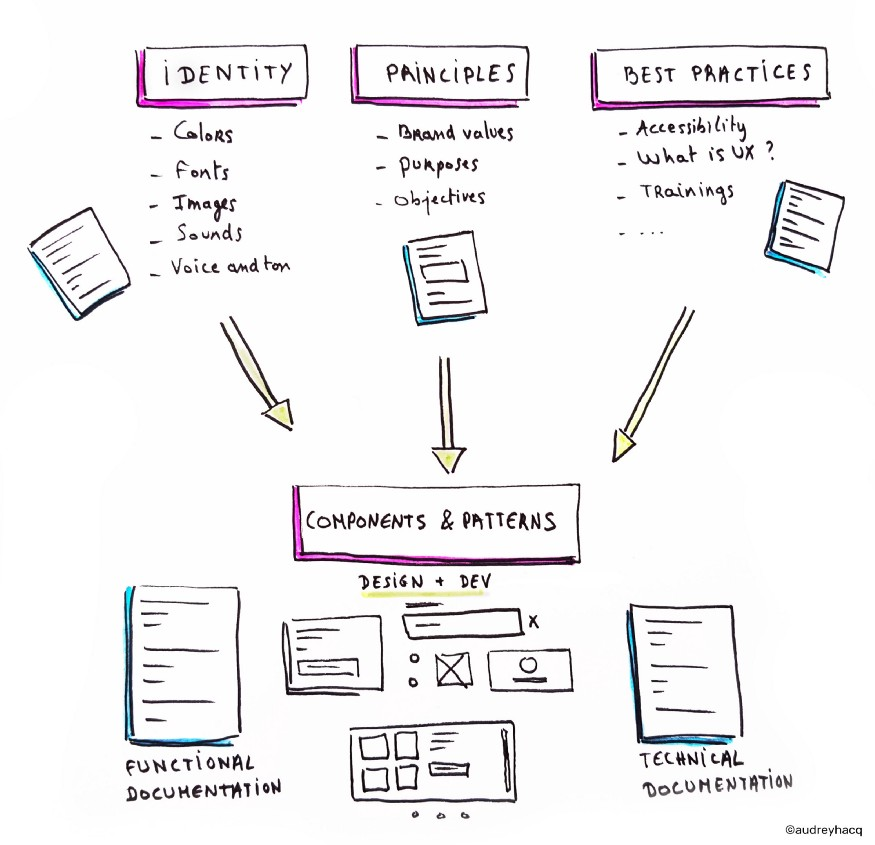 iDENTiTY
PRiNCiPLES
BEST PRACTiCES
- Colors
- Fonts
- Images
- Sounds
- Voice and ton
- Brand values
- Purposes
- Objectives
- Accessibility
- What is UX ?
- TRainings
- ...
COMPONENTS & PATTERNS
DESiGN + DEV
x
FUNCTiONAL
DOCUMENTATiON
TECHNiCAL
DOCUMENTATiON
©audreyhacq